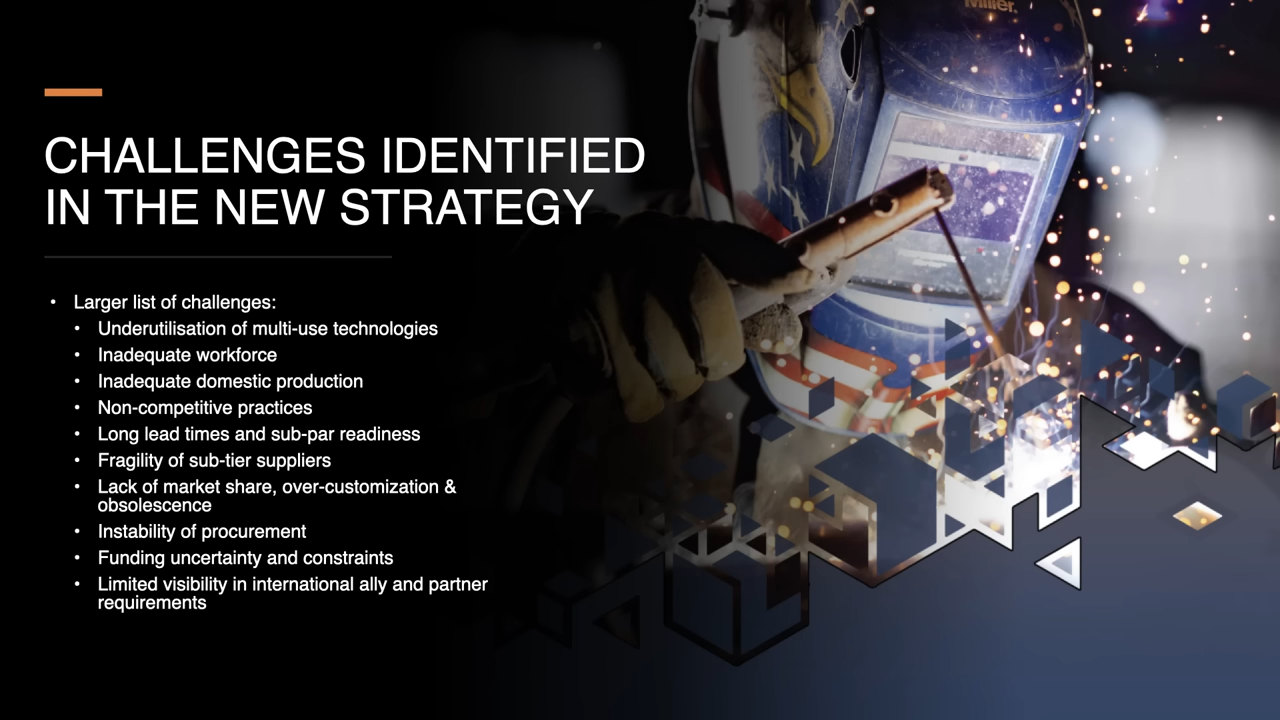 Miller.
CHALLENGES IDENTIFIED
IN THE NEW STRATEGY
• Larger list of challenges:
• Underutilisation of multi-use technologies
• Inadequate workforce
• Inadequate domestic production
• Non-competitive practices
• Long lead times and sub-par readiness
• Fragility of sub-tier suppliers
• Lack of market share, over-customization &
obsolescence
• Instability of procurement
• Funding uncertainty and constraints
• Limited visibility in international ally and partner
requirements